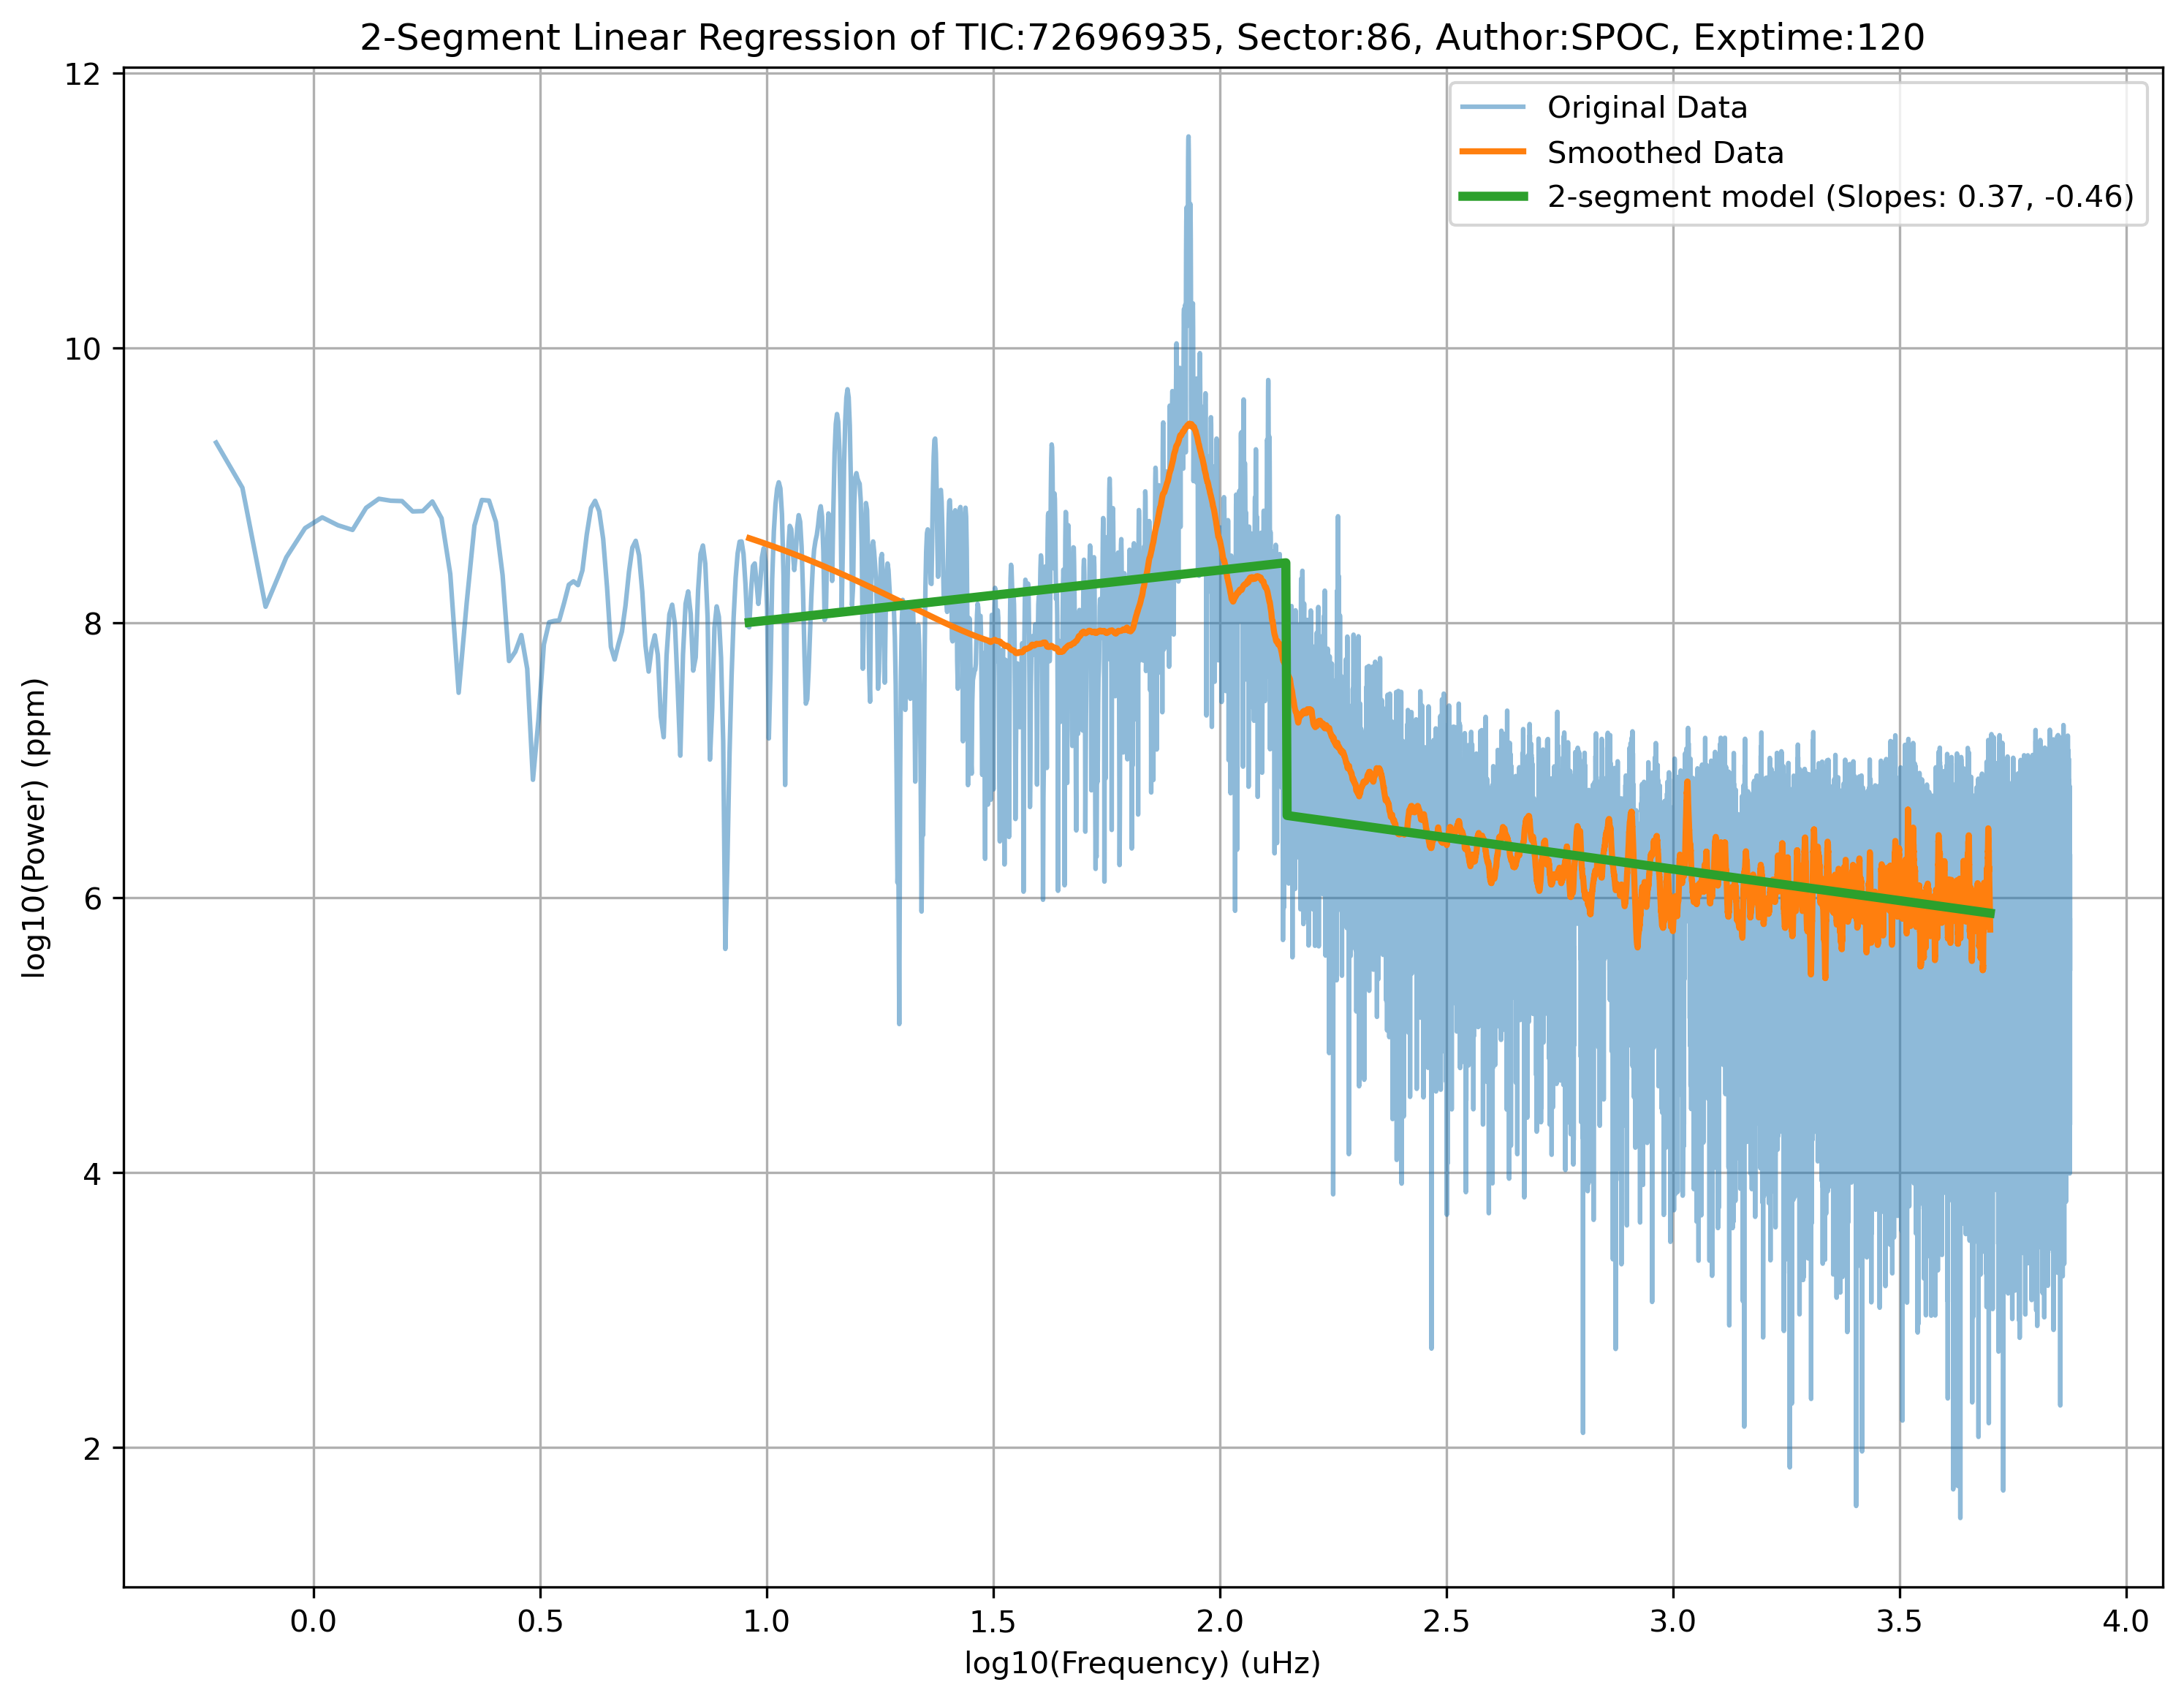 2-Segment Linear Regression of TIC:72696935, Sector:86, Author:SPOC, Exptime:120
Original Data
Smoothed Data
2-segment model (Slopes: 0.37, -0.46)
log10(Power) (ppm)
12
10
8
6
4
2
0.0 0.5 1.0 1.5 2.0 2.5 3.0 3.5 4.0
log10(Frequency) (uHz)